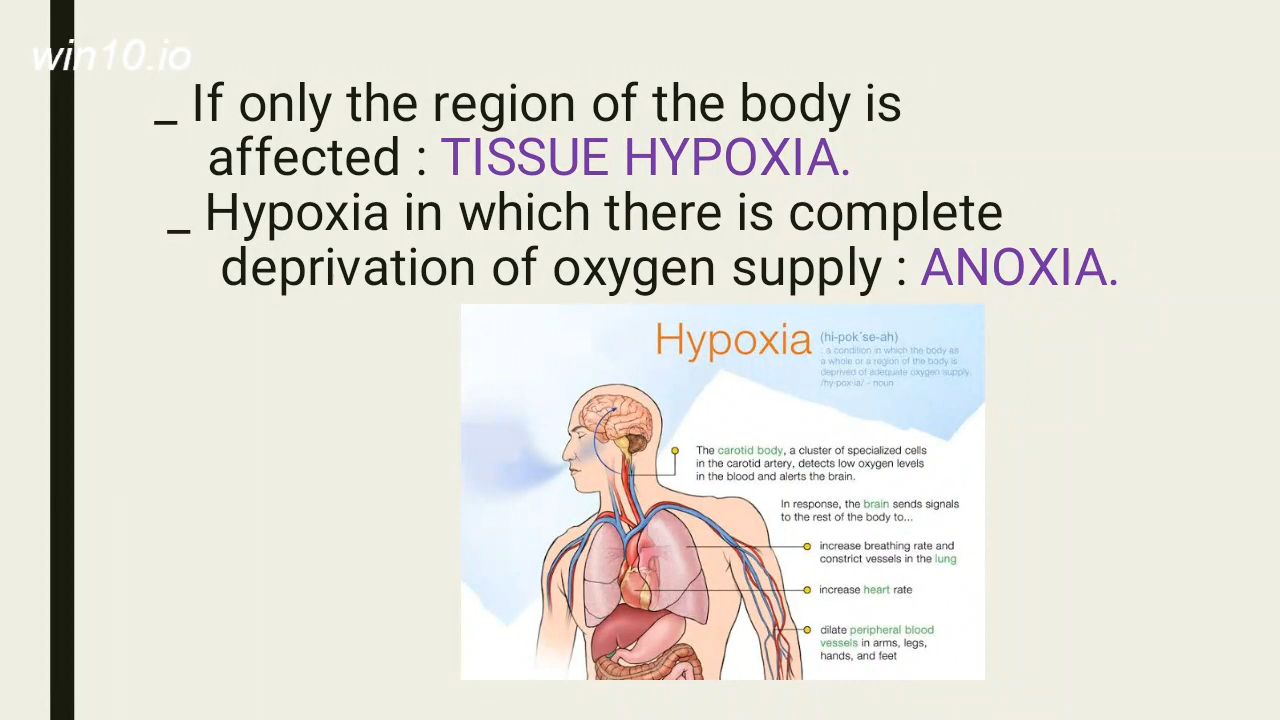 win10.io
_ If only the region of the body is
affected : TISSUE HYPOXIA.
_ Hypoxia in which there is complete
deprivation of oxygen supply : ANOXIA.
Hypoxia (hi-pok´se-ah)
: a condition in which the body as
a whole or a region of the body is
deprived of adequate oxygen supply.
/hy·pox·ia/ - noun
The carotid body, a cluster of specialized cells
in the carotid artery, detects low oxygen levels
in the blood and alerts the brain.
In response, the brain sends signals
to the rest of the body to...
increase breathing rate and
constrict vessels in the lung
increase heart rate
dilate peripheral blood
vessels in arms, legs,
hands, and feet